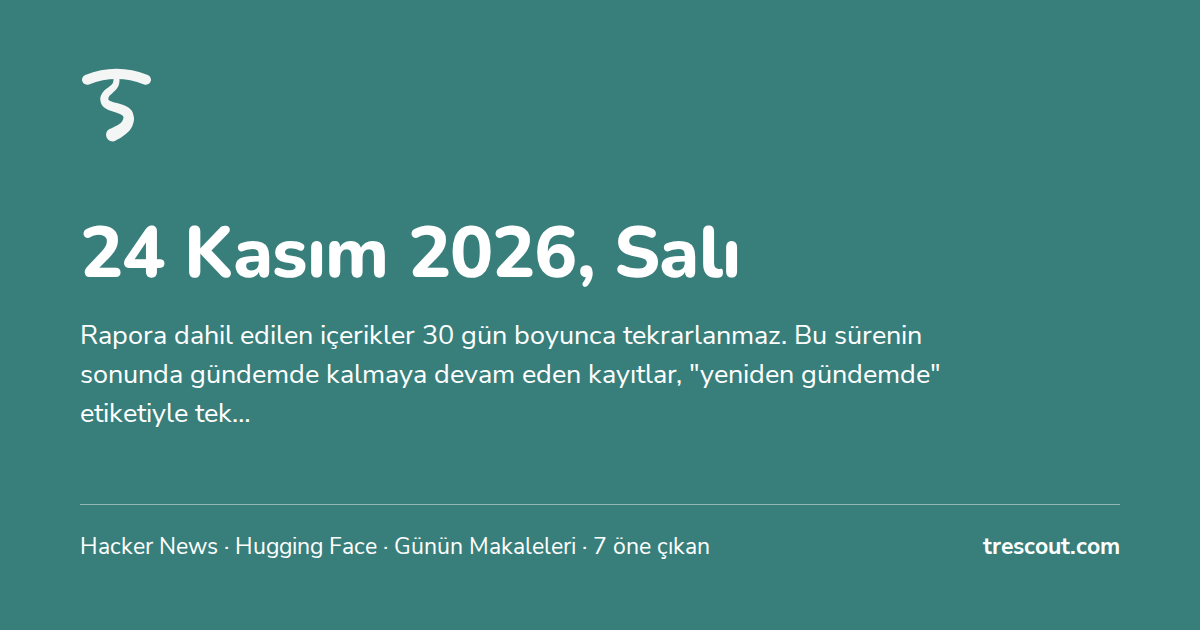 24 Kasım 2026, Salı
Rapora dahil edilen içerikler 30 gün boyunca tekrarlanmaz. Bu sürenin
sonunda gündemde kalmaya devam eden kayıtlar, "yeniden gündemde"
etiketiyle tek...
Hacker News · Hugging Face · Günün Makaleleri · 7 öne çıkan
trescout.com